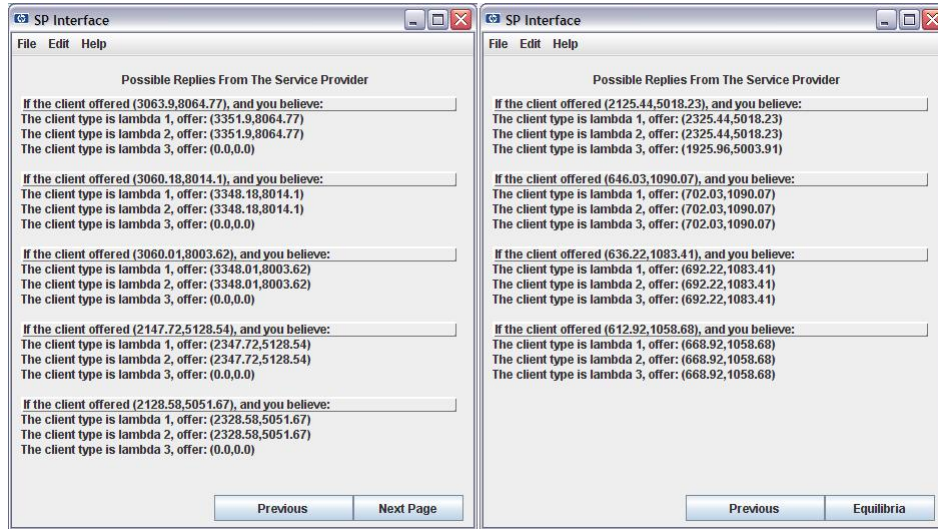 SP Interface
File Edit Help
Possible Replies From The Service Provider
If the client offered (3063.9,8064.77), and you believe:
The client type is lambda 1, offer: (3351.9,8064.77)
The client type is lambda 2, offer: (3351.9,8064.77)
The client type is lambda 3, offer: (0.0,0.0)
If the client offered (3060.18,8014.1), and you believe:
The client type is lambda 1, offer: (3348.18,8014.1)
The client type is lambda 2, offer: (3348.18,8014.1)
The client type is lambda 3, offer: (0.0,0.0)
If the client offered (3060.01,8003.62), and you believe:
The client type is lambda 1, offer: (3348.01,8003.62)
The client type is lambda 2, offer: (3348.01,8003.62)
The client type is lambda 3, offer: (0.0,0.0)
If the client offered (2147.72,5128.54), and you believe:
The client type is lambda 1, offer: (2347.72,5128.54)
The client type is lambda 2, offer: (2347.72,5128.54)
The client type is lambda 3, offer: (0.0,0.0)
If the client offered (2128.58,5051.67), and you believe:
The client type is lambda 1, offer: (2328.58,5051.67)
The client type is lambda 2, offer: (2328.58,5051.67)
The client type is lambda 3, offer: (0.0,0.0)
Previous Next Page
SP Interface
File Edit Help
Possible Replies From The Service Provider
If the client offered (2125.44,5018.23), and you believe:
The client type is lambda 1, offer: (2325.44,5018.23)
The client type is lambda 2, offer: (2325.44,5018.23)
The client type is lambda 3, offer: (1925.96,5003.91)
If the client offered (646.03,1090.07), and you believe:
The client type is lambda 1, offer: (702.03,1090.07)
The client type is lambda 2, offer: (702.03,1090.07)
The client type is lambda 3, offer: (702.03,1090.07)
If the client offered (636.22,1083.41), and you believe:
The client type is lambda 1, offer: (692.22,1083.41)
The client type is lambda 2, offer: (692.22,1083.41)
The client type is lambda 3, offer: (692.22,1083.41)
If the client offered (612.92,1058.68), and you believe:
The client type is lambda 1, offer: (668.92,1058.68)
The client type is lambda 2, offer: (668.92,1058.68)
The client type is lambda 3, offer: (668.92,1058.68)
Previous Equilibria